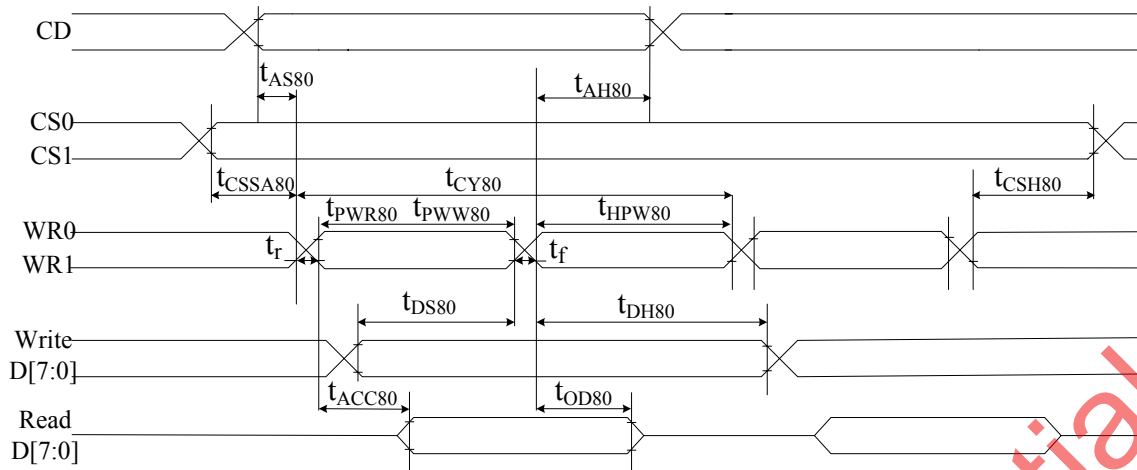 CD
tAS80
tAH80
CS0
CS1
tCSSA80
tCY80
tCSH80
tPWR80 tPWW80
tHPW80
WR0
WR1
tr
tf
tDS80
tDH80
Write
D[7:0]
tACC80
tOD80
Read
D[7:0]
tial